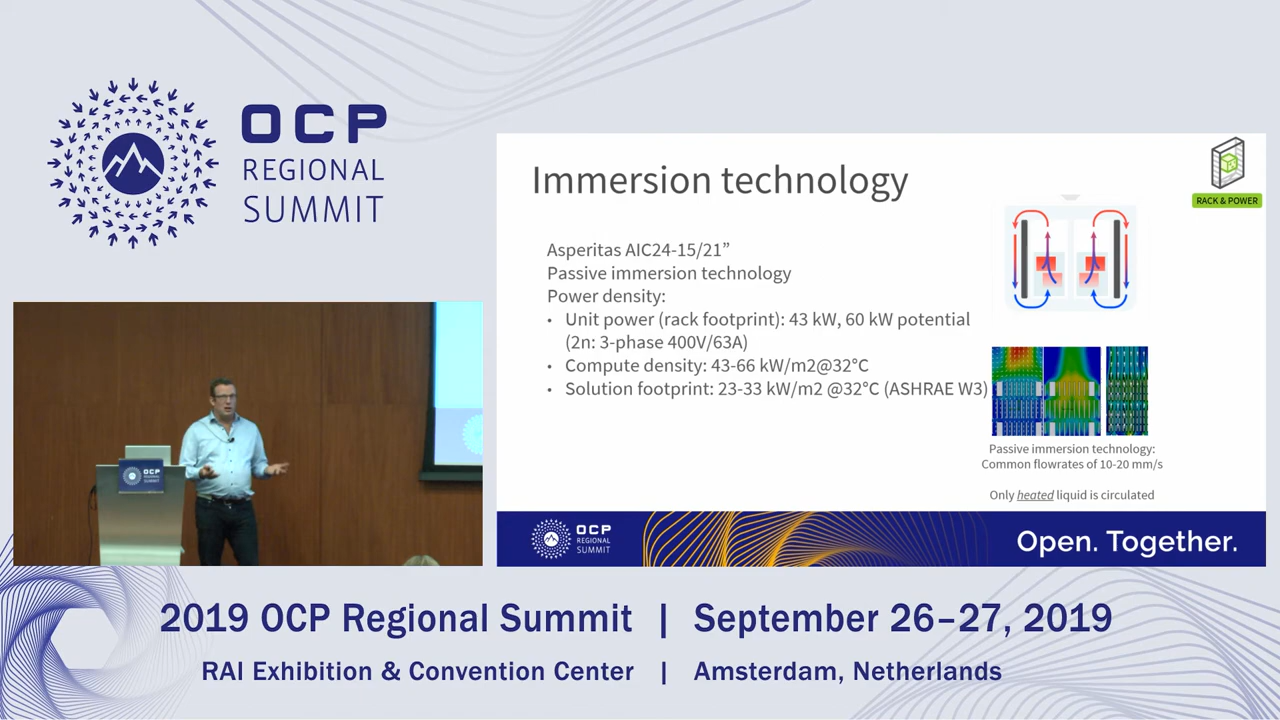 OCP
REGIONAL
SUMMIT
Immersion technology
RACK & POWER
Asperitas AIC24-15/21”
Passive immersion technology
Power density:
• Unit power (rack footprint): 43 kW, 60 kW potential
(2n: 3-phase 400V/63A)
• Compute density: 43-66 kW/m2@32°C
• Solution footprint: 23-33 kW/m2 @32°C (ASHRAE W3)
Passive immersion technology:
Common flowrates of 10-20 mm/s
Only heated liquid is circulated
OCP
REGIONAL
SUMMIT
OCP
REGIONAL
SUMMIT
Open. Together.
2019 OCP Regional Summit | September 26–27, 2019
RAI Exhibition & Convention Center | Amsterdam, Netherlands